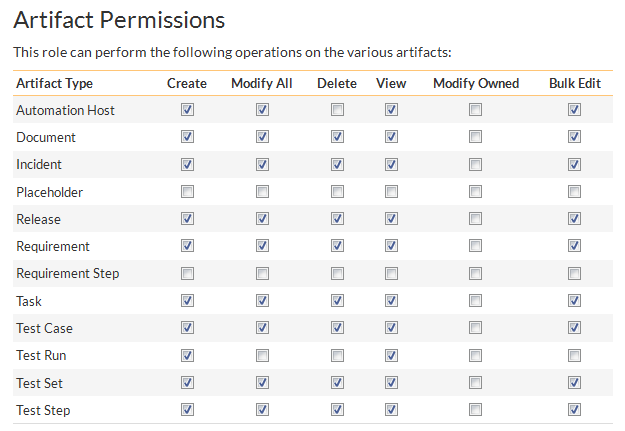 Artifact Permissions
This role can perform the following operations on the various artifacts:
Artifact Type Create Modify All Delete View Modify Owned Bulk Edit
Automation Host
Document
Incident
Placeholder
Release
Requirement
Requirement Step
Task
Test Case
Test Run
Test Set
Test Step